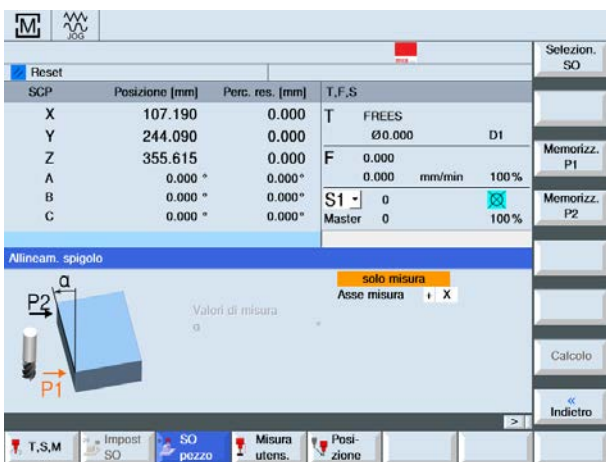 M JOG
Selezion. SO
Reset
SCP Posizione [mm] Perc. res. [mm] T,F,S
X 107.190 0.000 T FREES
Y 244.090 0.000 Ø0.000 D1
Z 355.615 0.000 F 0.000
A 0.000 ° 0.000° 0.000 mm/min 100%
B 0.000 ° 0.000° S1 0
C 0.000 ° 0.000° Master 0 100%
Memorizz. P1
Memorizz. P2
Allineam. spigolo
solo misura
Asse misura + X
α
P2
P1
Valori di misura
α °
Calcolo
«
Indietro
>
T,S,M
Impost SO
SO pezzo
Misura utens.
Posi-
zione